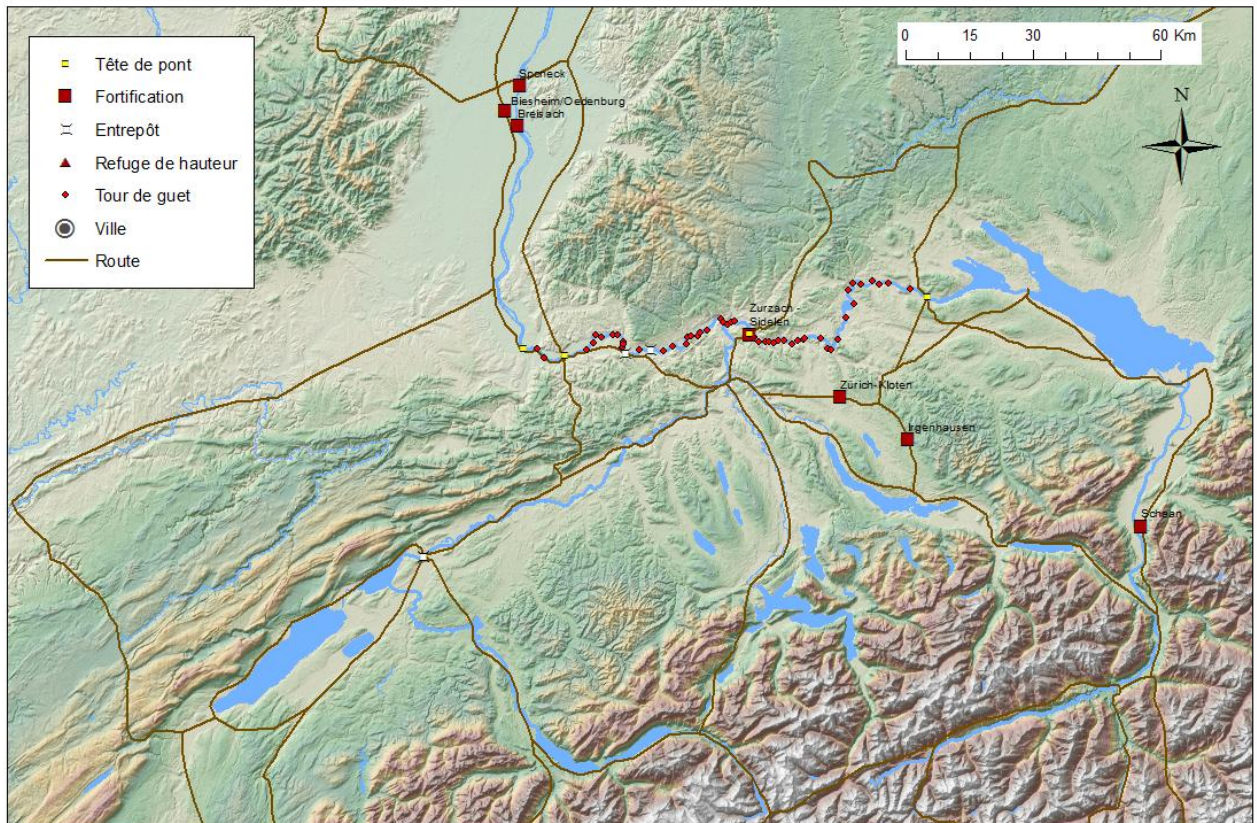 Tête de pont
Fortification
Entrepôt
Refuge de hauteur
Tour de guet
Ville
Route
0 15 30 60 Km
N
Sponeck
Biesheim/Oedenburg
Breisach
Zurzach -
Sidelen
Zürich-Kloten
Irgenhausen
Schaan